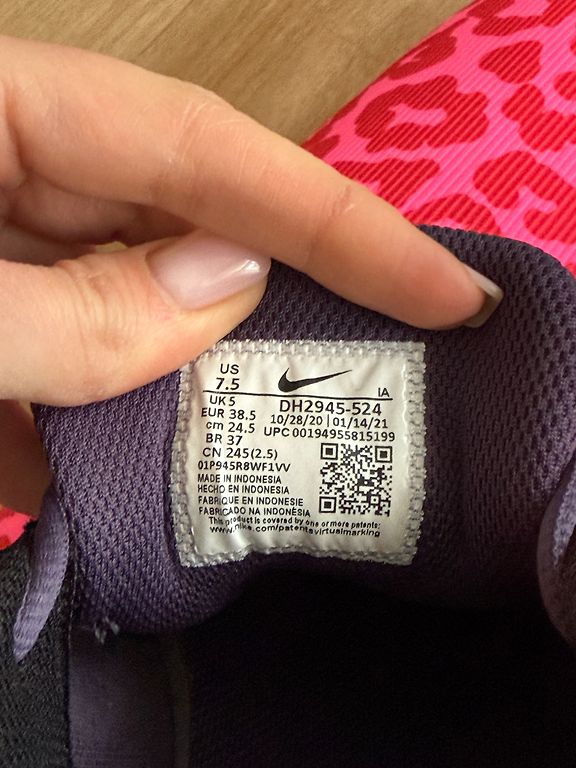 US
7.5
IA
UK 5
DH2945-524
EUR 38.5
10/28/20 | 01/14/21
cm 24.5
UPC 00194955815199
BR 37
CN 245(2.5)
01P945R8WF1VV
MADE IN INDONESIA
HECHO EN INDONESIA
FABRIQUE EN INDONESIE
FABRICADO NA INDONÉSIA
This product is covered by one or more patents:
www.nike.com/patentsvirtualmarking